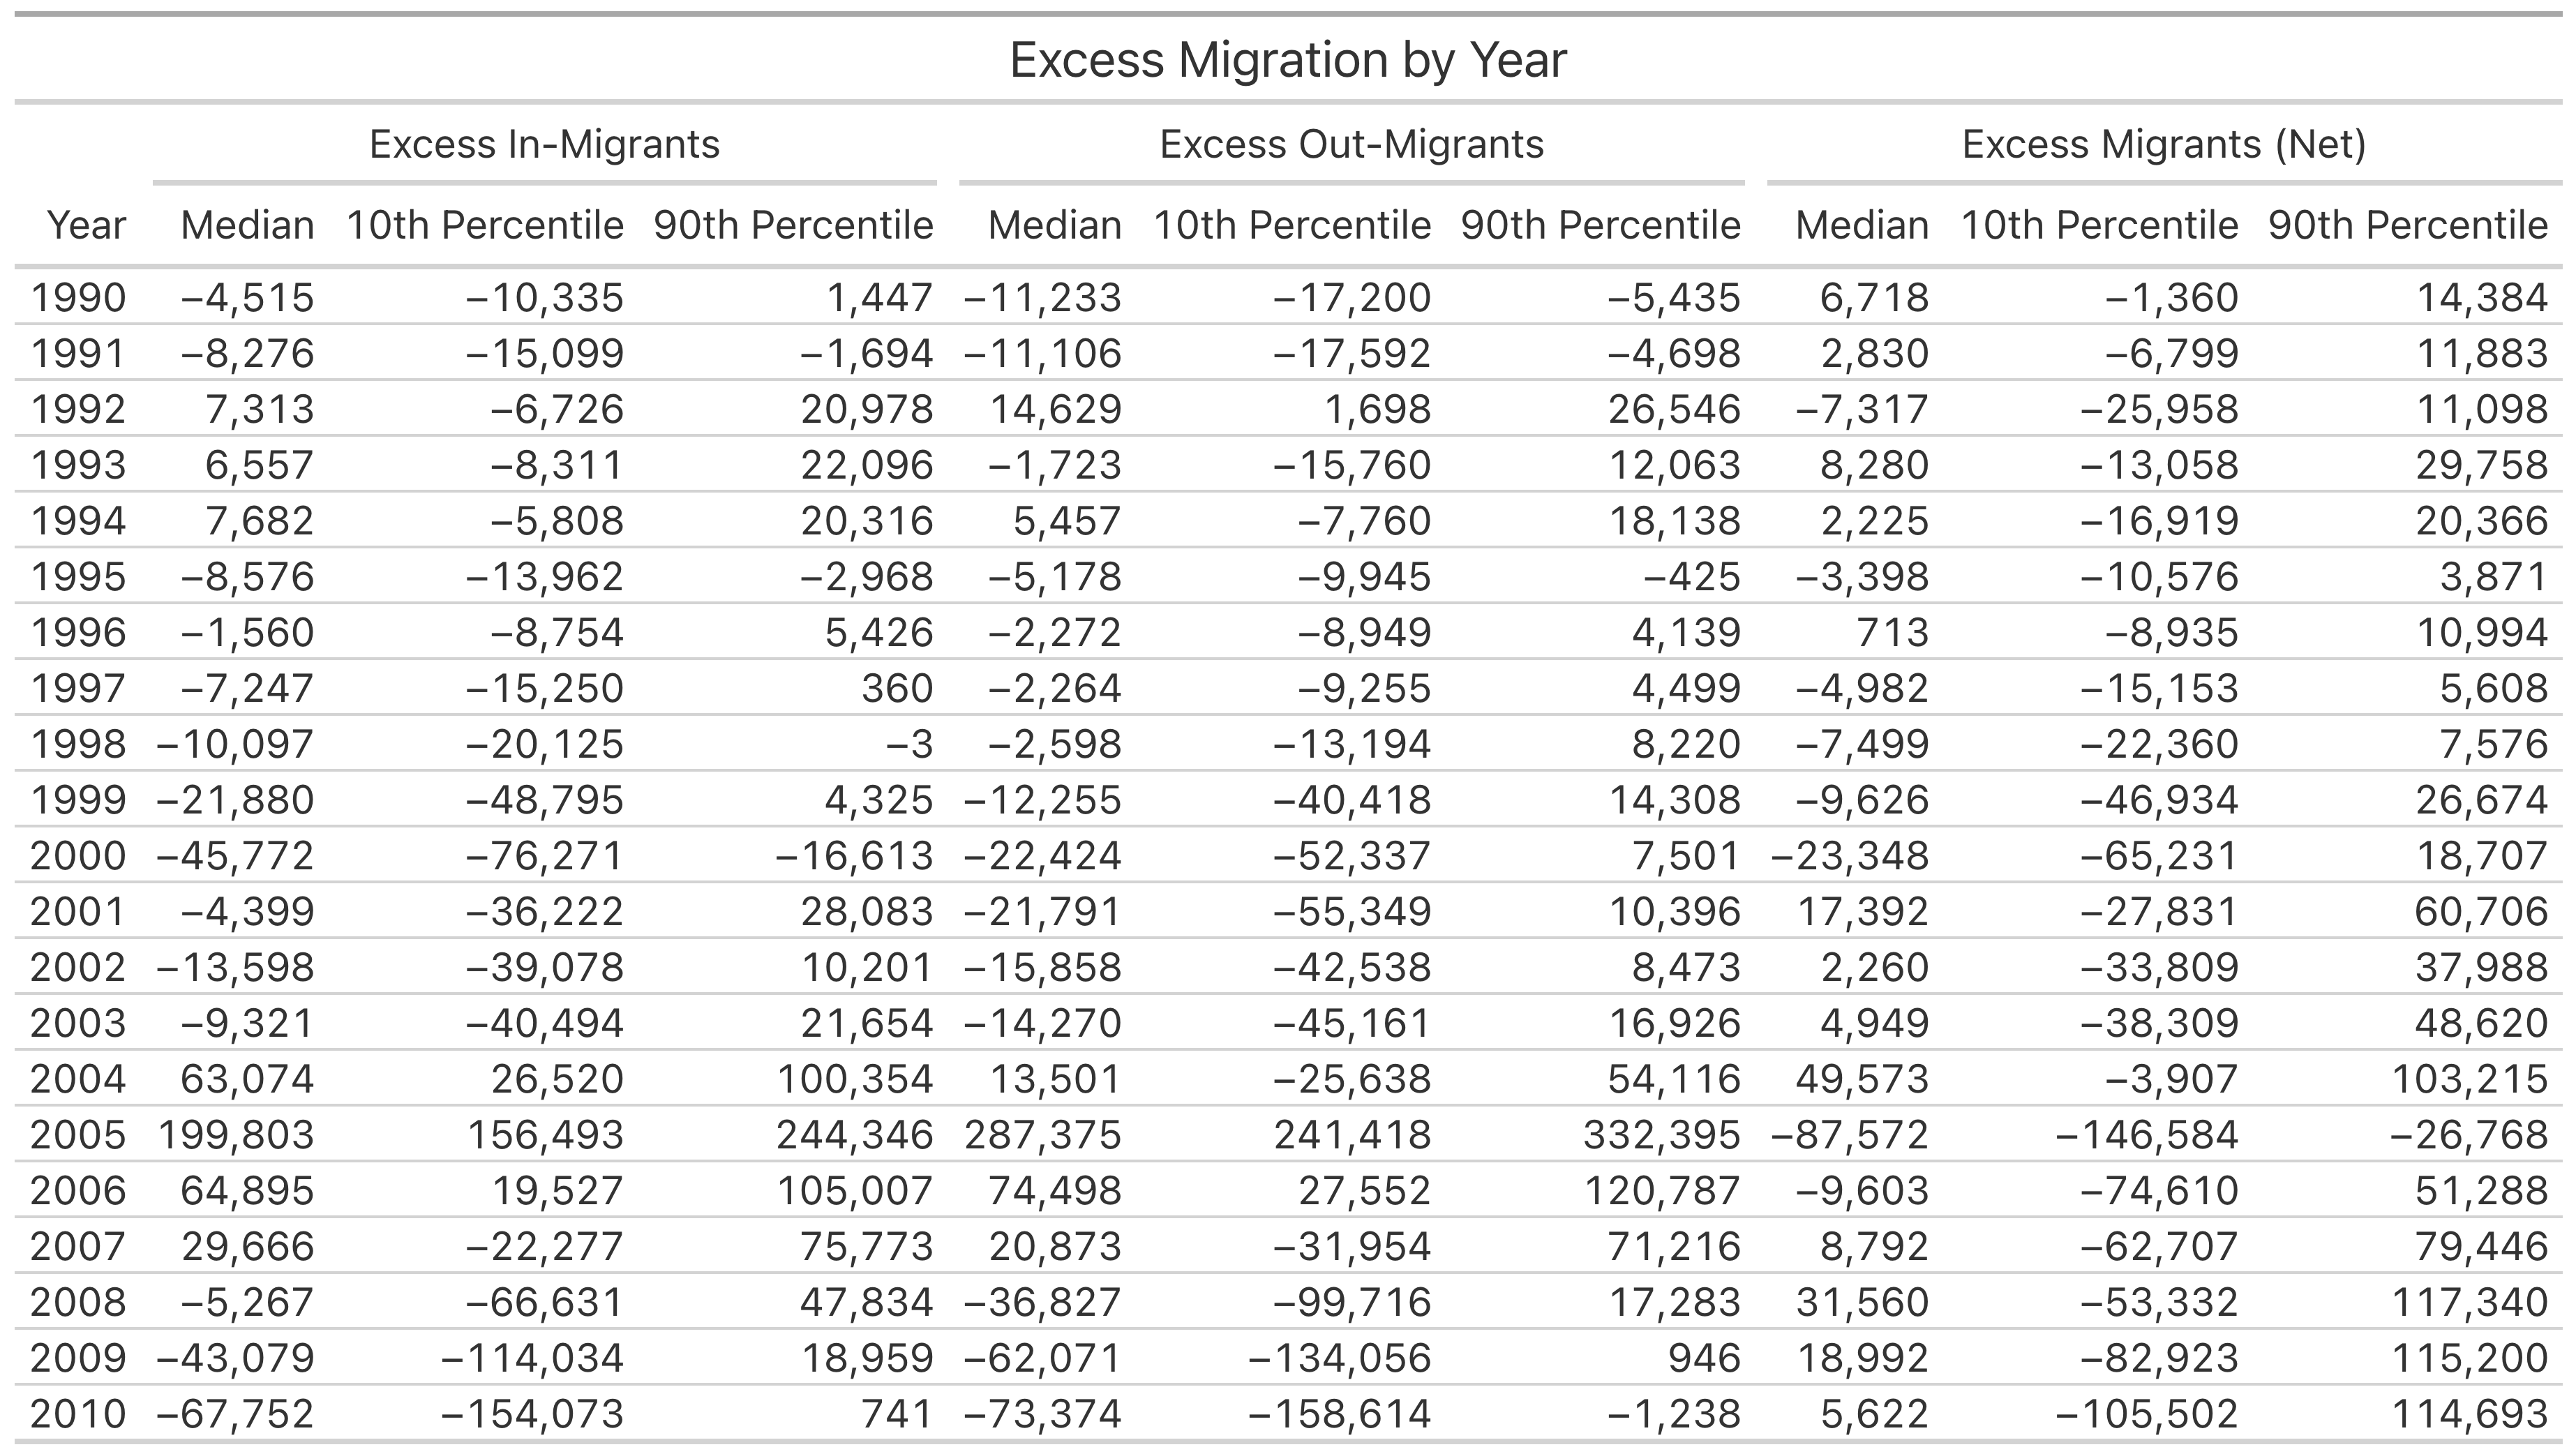 Excess Migration by Year
Excess In-Migrants Excess Out-Migrants Excess Migrants (Net)
Year Median 10th Percentile 90th Percentile Median 10th Percentile 90th Percentile Median 10th Percentile 90th Percentile
1990 −4,515 −10,335 1,447 −11,233 −17,200 −5,435 6,718 −1,360 14,384
1991 −8,276 −15,099 −1,694 −11,106 −17,592 −4,698 2,830 −6,799 11,883
1992 7,313 −6,726 20,978 14,629 1,698 26,546 −7,317 −25,958 11,098
1993 6,557 −8,311 22,096 −1,723 −15,760 12,063 8,280 −13,058 29,758
1994 7,682 −5,808 20,316 5,457 −7,760 18,138 2,225 −16,919 20,366
1995 −8,576 −13,962 −2,968 −5,178 −9,945 −425 −3,398 −10,576 3,871
1996 −1,560 −8,754 5,426 −2,272 −8,949 4,139 713 −8,935 10,994
1997 −7,247 −15,250 360 −2,264 −9,255 4,499 −4,982 −15,153 5,608
1998 −10,097 −20,125 −3 −2,598 −13,194 8,220 −7,499 −22,360 7,576
1999 −21,880 −48,795 4,325 −12,255 −40,418 14,308 −9,626 −46,934 26,674
2000 −45,772 −76,271 −16,613 −22,424 −52,337 7,501 −23,348 −65,231 18,707
2001 −4,399 −36,222 28,083 −21,791 −55,349 10,396 17,392 −27,831 60,706
2002 −13,598 −39,078 10,201 −15,858 −42,538 8,473 2,260 −33,809 37,988
2003 −9,321 −40,494 21,654 −14,270 −45,161 16,926 4,949 −38,309 48,620
2004 63,074 26,520 100,354 13,501 −25,638 54,116 49,573 −3,907 103,215
2005 199,803 156,493 244,346 287,375 241,418 332,395 −87,572 −146,584 −26,768
2006 64,895 19,527 105,007 74,498 27,552 120,787 −9,603 −74,610 51,288
2007 29,666 −22,277 75,773 20,873 −31,954 71,216 8,792 −62,707 79,446
2008 −5,267 −66,631 47,834 −36,827 −99,716 17,283 31,560 −53,332 117,340
2009 −43,079 −114,034 18,959 −62,071 −134,056 946 18,992 −82,923 115,200
2010 −67,752 −154,073 741 −73,374 −158,614 −1,238 5,622 −105,502 114,693